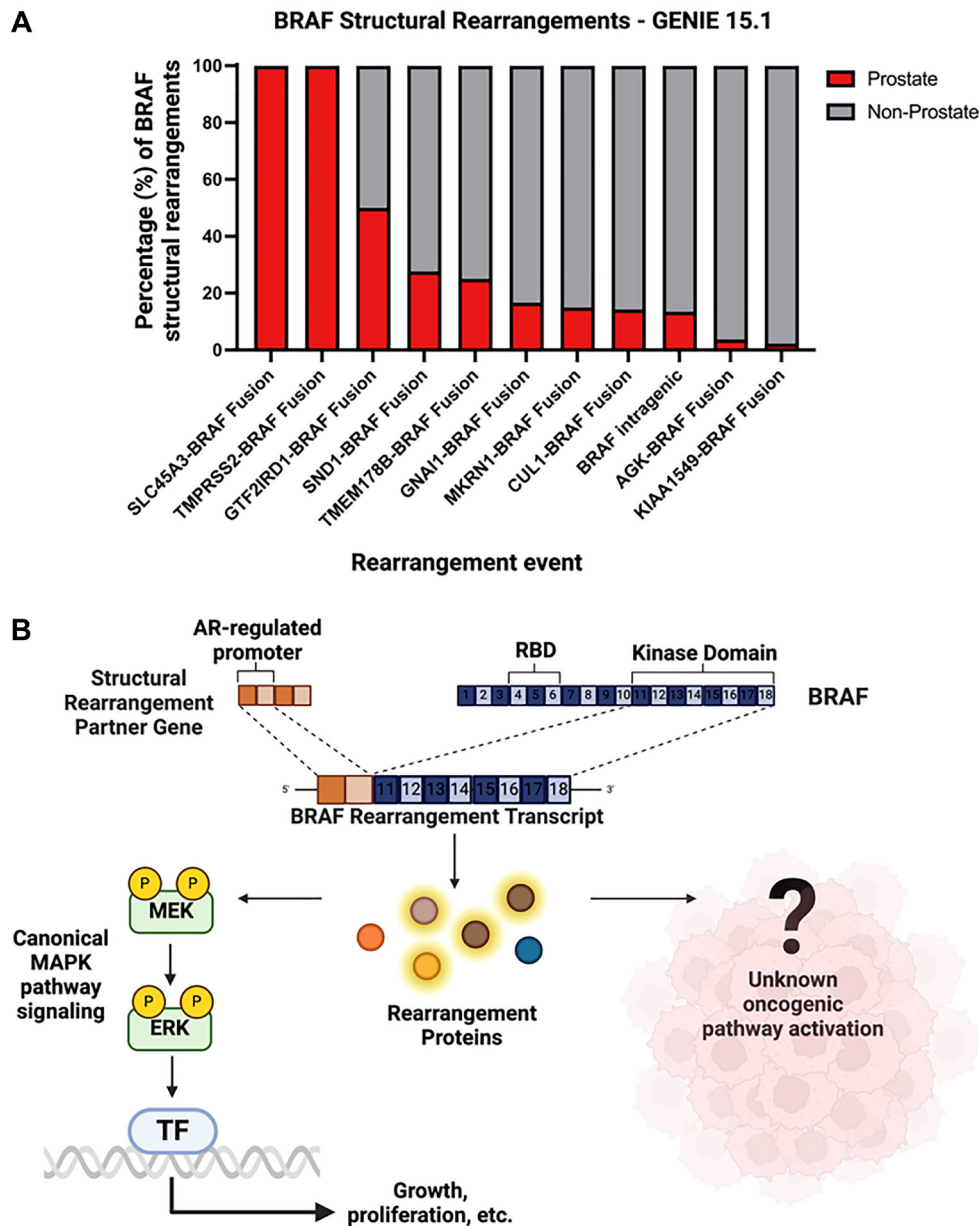 A
BRAF Structural Rearrangements - GENIE 15.1
Percentage (%) of BRAF
structural rearrangements
100
80
60
40
20
0
Prostate
Non-Prostate
SLC45A3-BRAF Fusion
TMPRSS2-BRAF Fusion
GTF2IRD1-BRAF Fusion
SND1-BRAF Fusion
TMEM178B-BRAF Fusion
GNAI1-BRAF Fusion
MKRN1-BRAF Fusion
CUL1-BRAF Fusion
BRAF intragenic
AGK-BRAF Fusion
KIAA1549-BRAF Fusion
Rearrangement event
B
AR-regulated
promoter
Structural
Rearrangement
Partner Gene
RBD
Kinase Domain
1 2 3 4 5 6 7 8 9 10 11 12 13 14 15 16 17 18
BRAF
5' 11 12 13 14 15 16 17 18 3'
BRAF Rearrangement Transcript
P P
MEK
Canonical
MAPK
pathway
signaling
P P
ERK
TF
Growth,
proliferation, etc.
Rearrangement
Proteins
?
Unknown
oncogenic
pathway activation